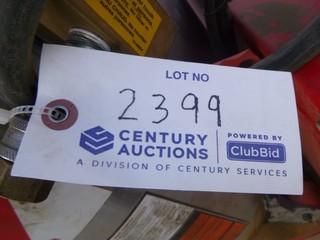 LOT NO
2399
CENTURY AUCTIONS
POWERED BY
ClubBid
A DIVISION OF CENTURY SERVICES